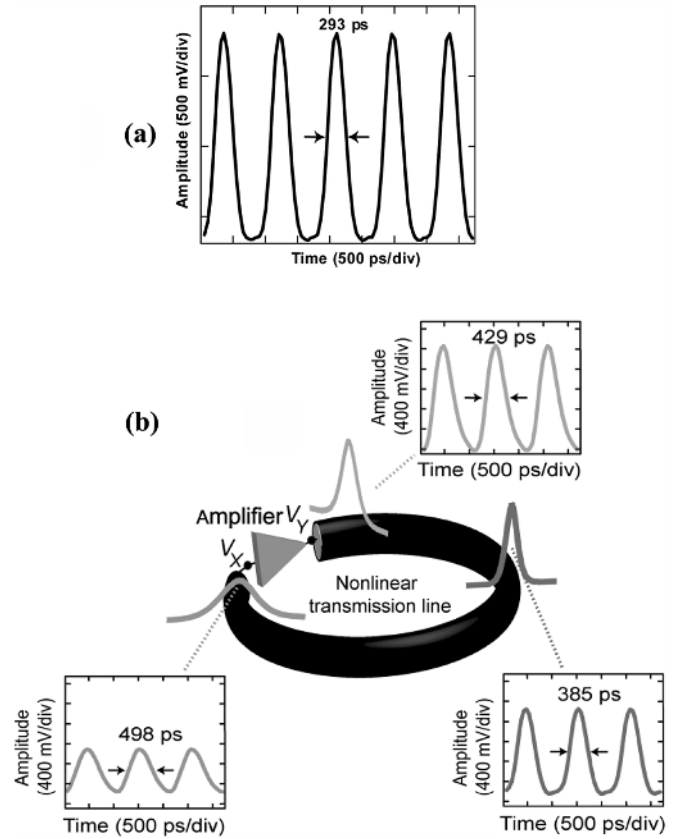 293 ps
(a)
Amplitude (500 mV/div)
Time (500 ps/div)
(b)
429 ps
Amplitude
(400 mV/div)
Time (500 ps/div)
Amplifier
V_Y
V_X
Nonlinear
transmission line
498 ps
Amplitude
(400 mV/div)
Time (500 ps/div)
385 ps
Amplitude
(400 mV/div)
Time (500 ps/div)